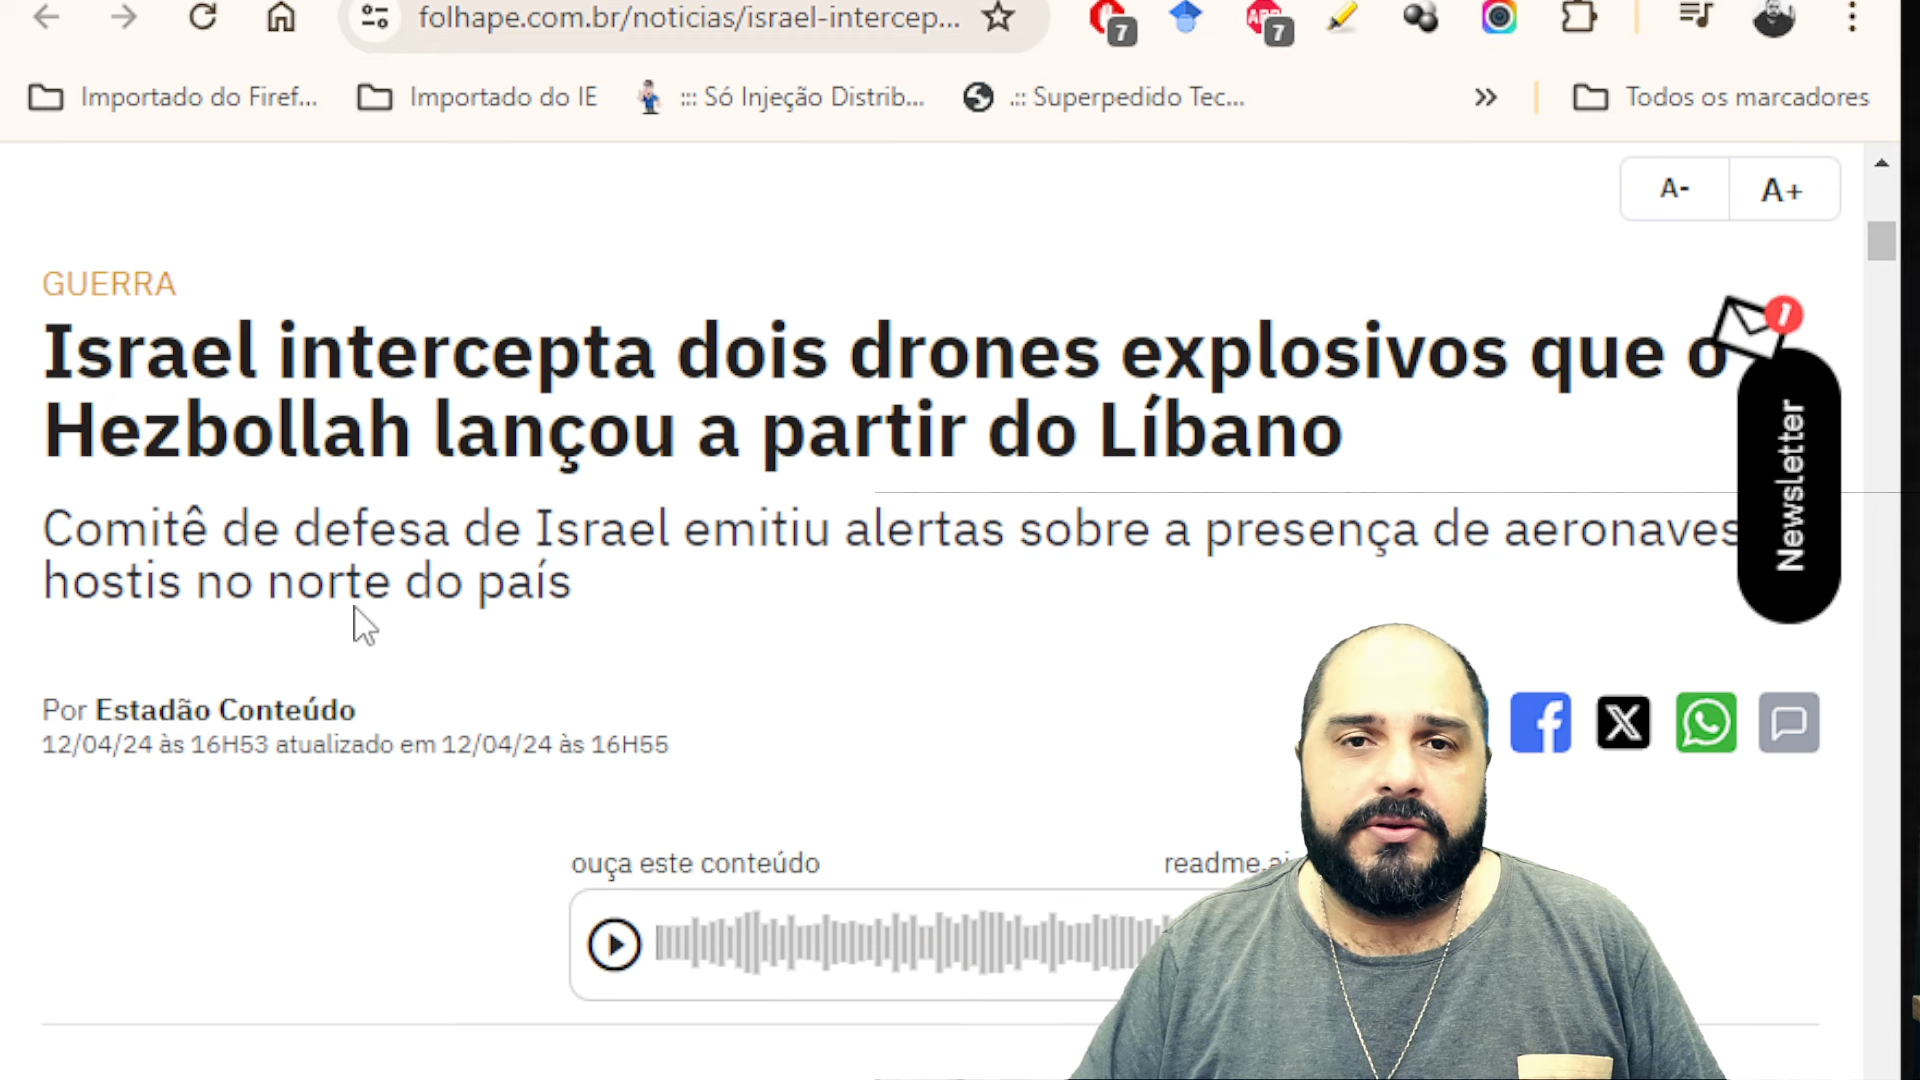 folhape.com.br/noticias/israel-intercep...
7
7
Importado do Firef...
Importado do IE
::: Só Injeção Distrib...
.:: Superpedido Tec...
»
Todos os marcadores
A-
A+
GUERRA
1
Israel intercepta dois drones explosivos que o
Hezbollah lançou a partir do Líbano
Newsletter
Comitê de defesa de Israel emitiu alertas sobre a presença de aeronaves
hostis no norte do país
Por Estadão Conteúdo
12/04/24 às 16H53 atualizado em 12/04/24 às 16H55
ouça este conteúdo
readme.ai